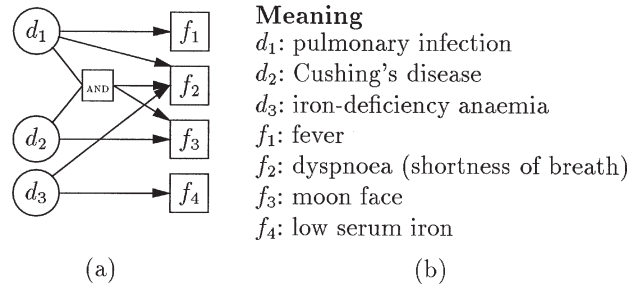 d₁
AND
d₂
d₃
f₁
f₂
f₃
f₄
(a)
Meaning
d₁: pulmonary infection
d₂: Cushing's disease
d₃: iron-deficiency anaemia
f₁: fever
f₂: dyspnoea (shortness of breath)
f₃: moon face
f₄: low serum iron
(b)